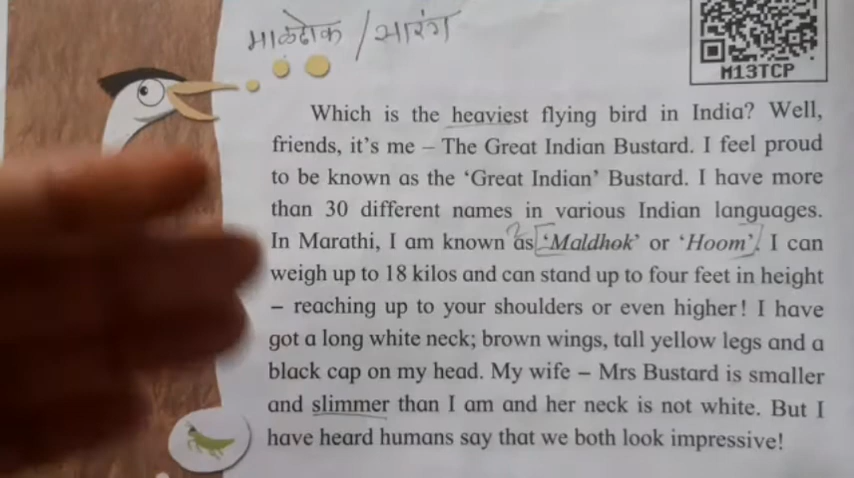 माळढोक / सारंग
M13TCP
Which is the heaviest flying bird in India? Well,
friends, it's me – The Great Indian Bustard. I feel proud
to be known as the ‘Great Indian’ Bustard. I have more
than 30 different names in various Indian languages.
In Marathi, I am known as ‘Maldhok’ or ‘Hoom’. I can
weigh up to 18 kilos and can stand up to four feet in height
– reaching up to your shoulders or even higher! I have
got a long white neck; brown wings, tall yellow legs and a
black cap on my head. My wife – Mrs Bustard is smaller
and slimmer than I am and her neck is not white. But I
have heard humans say that we both look impressive!